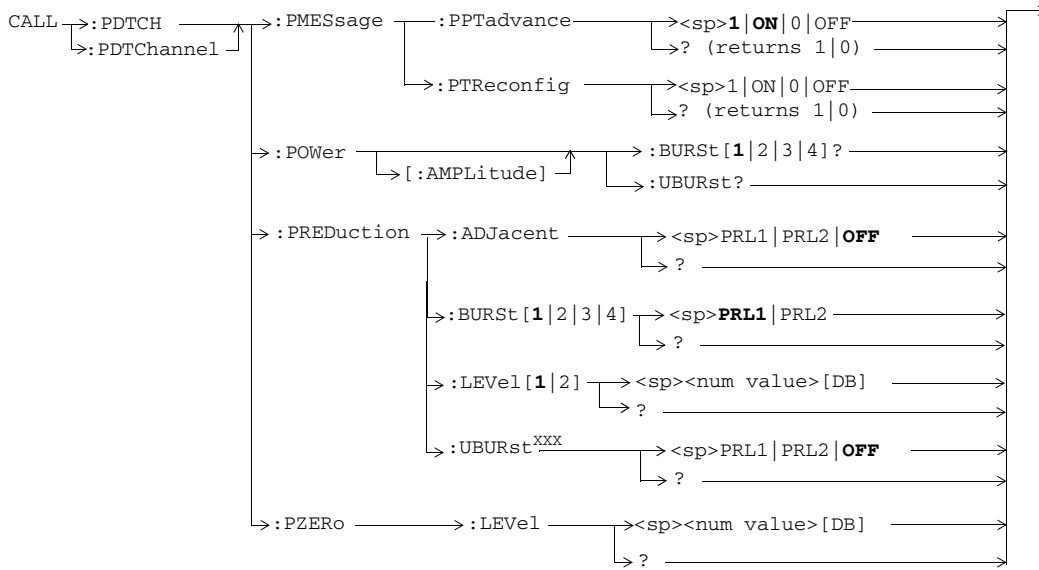 CALL :PDTCH :PMESsage :PPTadvance <sp>1|ON|0|OFF
:PDTChannel ? (returns 1|0)
:PTReconfig <sp>1|ON|0|OFF
? (returns 1|0)
:POWer :BURSt[1|2|3|4]?
[:AMPLitude] :UBURst?
:PREDuction :ADJacent <sp>PRL1|PRL2|OFF
?
:BURSt[1|2|3|4] <sp>PRL1|PRL2
?
:LEVel[1|2] <sp><num value>[DB]
?
:UBURstXXX <sp>PRL1|PRL2|OFF
?
:PZERo :LEVel <sp><num value>[DB]
?